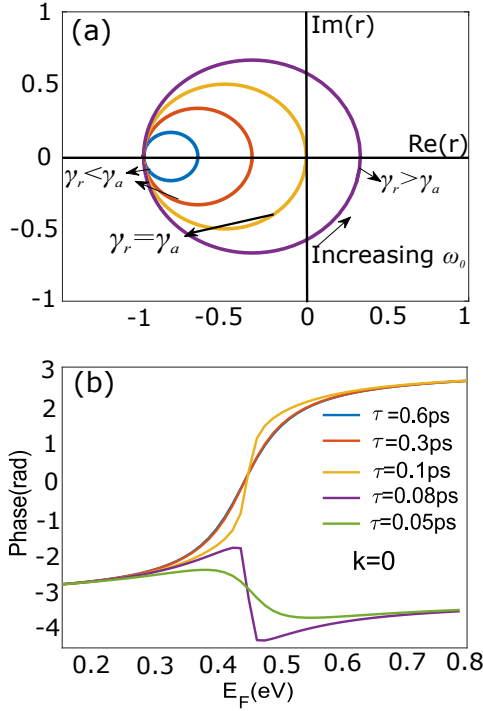 (a)
Im(r)
1
0.5
Re(r)
0
γr<γa
γr>γa
-0.5
γr=γa
Increasing ω0
-1
-1
-0.5
0
0.5
1
(b)
3
2
τ=0.6ps
1
τ=0.3ps
0
τ=0.1ps
τ=0.08ps
-1
τ=0.05ps
Phase(rad)
-2
k=0
-3
-4
0.2
0.3
0.4
0.5
0.6
0.7
0.8
EF(eV)